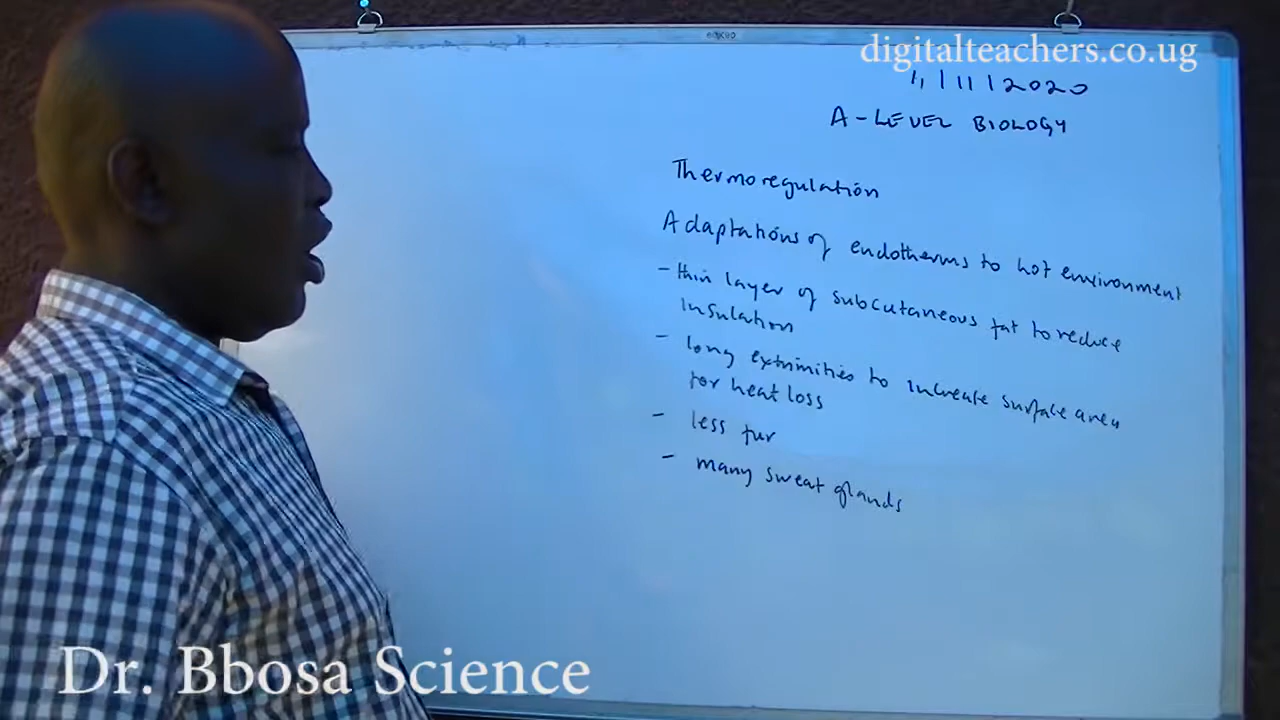 digitalteachers.co.ug
1/11/2020
A-LEVEL BIOLOGY
Thermoregulation
Adaptations of endotherms to hot environment
- thin layer of subcutaneous fat to reduce
insulation
- long extrimities to increase surface area
for heat loss
- less fur
- many sweat glands
Dr. Bbosa Science